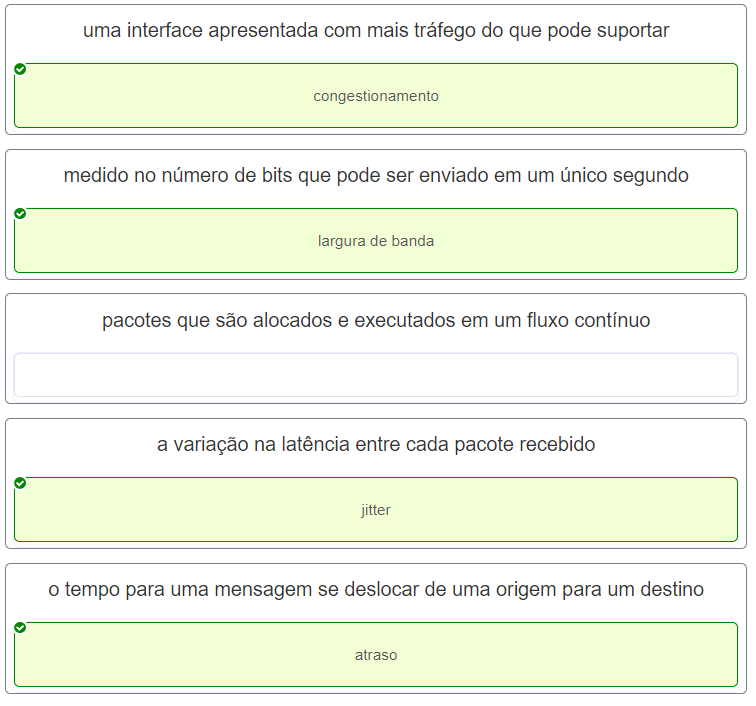 uma interface apresentada com mais tráfego do que pode suportar
congestionamento
medido no número de bits que pode ser enviado em um único segundo
largura de banda
pacotes que são alocados e executados em um fluxo contínuo
a variação na latência entre cada pacote recebido
jitter
o tempo para uma mensagem se deslocar de uma origem para um destino
atraso